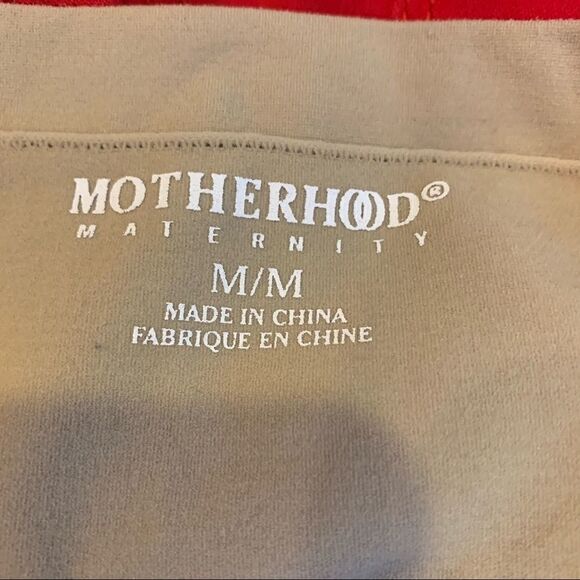 MOTHERHOOD®
MATERNITY
M/M
MADE IN CHINA
FABRIQUE EN CHINE